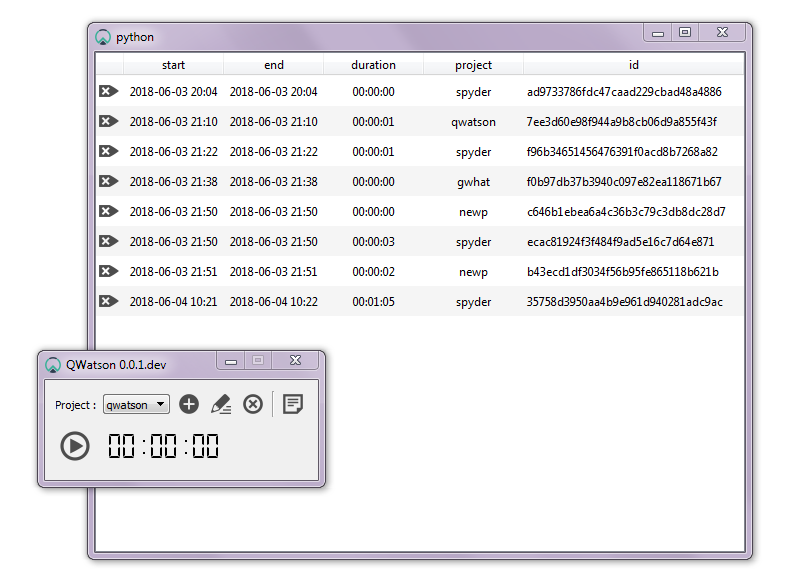 python
start end duration project id
2018-06-03 20:04 2018-06-03 20:04 00:00:00 spyder ad9733786fdc47caad229cbad48a4886
2018-06-03 21:10 2018-06-03 21:10 00:00:01 qwatson 7ee3d60e98f944a9b8cb06d9a855f43f
2018-06-03 21:22 2018-06-03 21:22 00:00:01 spyder f96b34651456476391f0acd8b7268a82
2018-06-03 21:38 2018-06-03 21:38 00:00:00 gwhat f0b97db37b3940c097e82ea118671b67
2018-06-03 21:50 2018-06-03 21:50 00:00:00 newp c646b1ebea6a4c36b3c79c3db8dc28d7
2018-06-03 21:50 2018-06-03 21:50 00:00:03 spyder ecac81924f3f484f9ad5e16c7d64e871
2018-06-03 21:51 2018-06-03 21:51 00:00:02 newp b43ecd1df3034f56b95fe865118b621b
2018-06-04 10:21 2018-06-04 10:22 00:01:05 spyder 35758d3950aa4b9e961d940281adc9ac
QWatson 0.0.1.dev
Project : qwatson
00:00:00